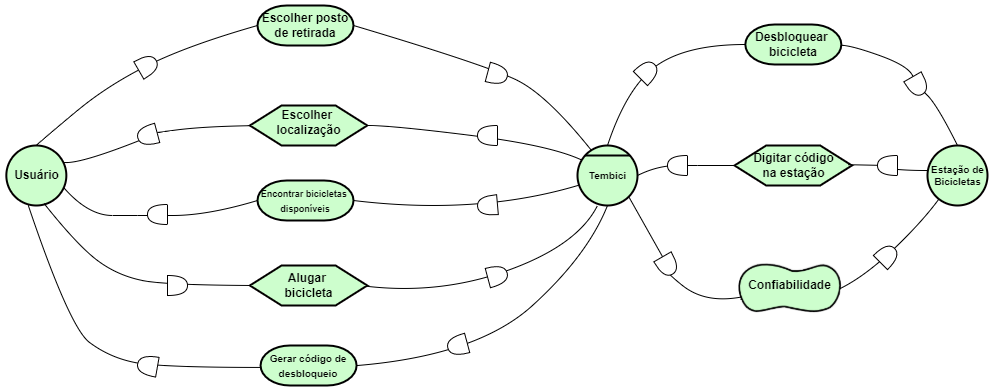 Escolher posto
de retirada
Desbloquear
bicicleta
Escolher
localização
Usuário
Tembici
Digitar código
na estação
Estação de
Bicicletas
Encontrar bicicletas
disponíveis
Alugar
bicicleta
Confiabilidade
Gerar código de
desbloqueio